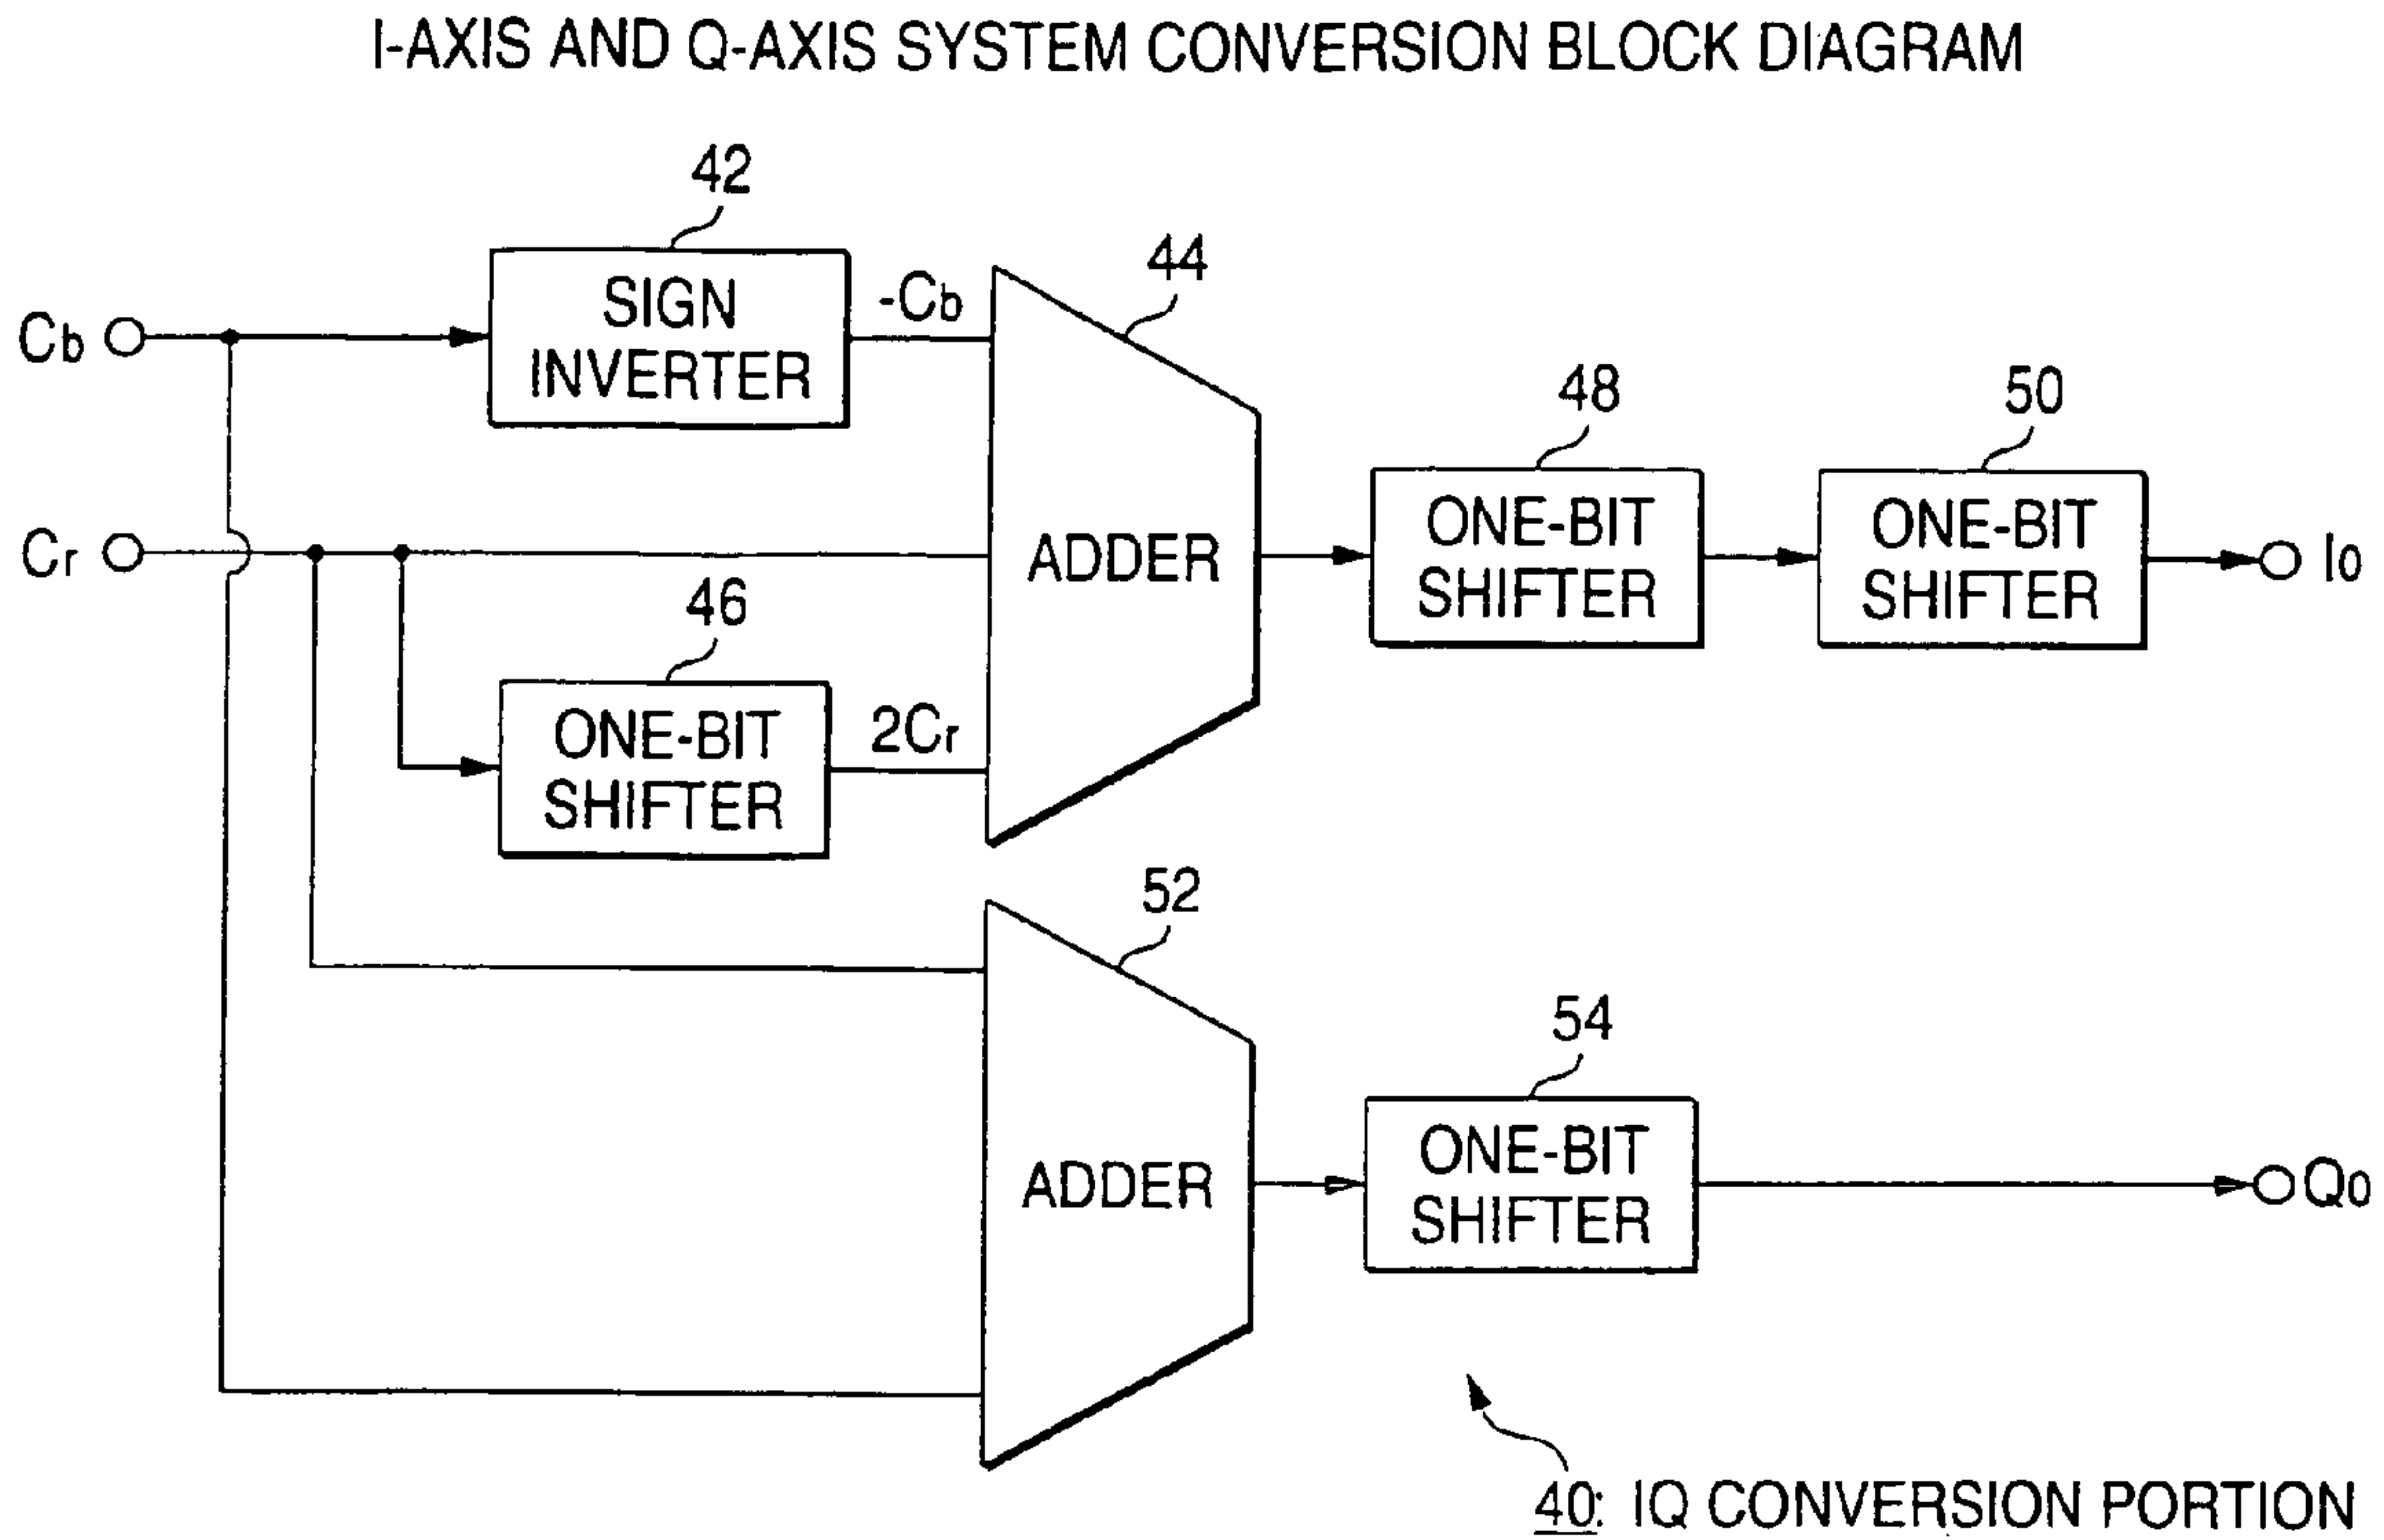 I-AXIS AND Q-AXIS SYSTEM CONVERSION BLOCK DIAGRAM
42
SIGN
INVERTER
-Cb
44
Cb
48
50
ONE-BIT
SHIFTER
ONE-BIT
SHIFTER
Cr
ADDER
I0
46
ONE-BIT
SHIFTER
2Cr
52
54
ONE-BIT
SHIFTER
ADDER
Q0
40: IQ CONVERSION PORTION